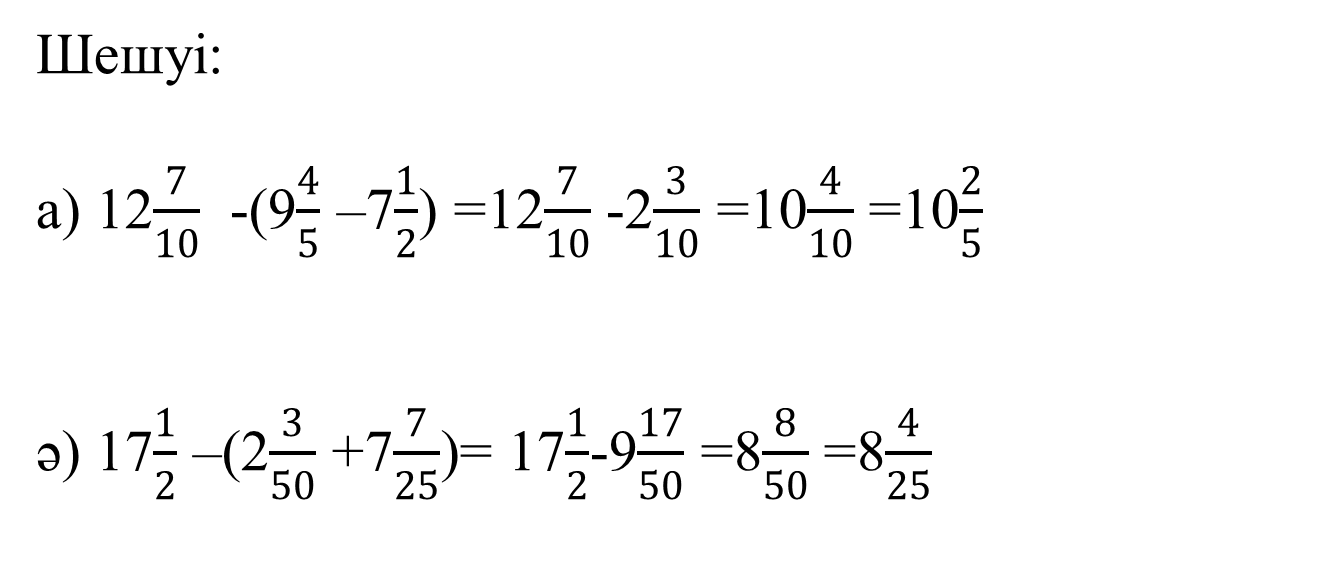 Шешуі:
а) 12 7/10 -(9 4/5 –7 1/2) =12 7/10 -2 3/10 =10 4/10 =10 2/5
ә) 17 1/2 –(2 3/50 +7 7/25)= 17 1/2-9 17/50 =8 8/50 =8 4/25